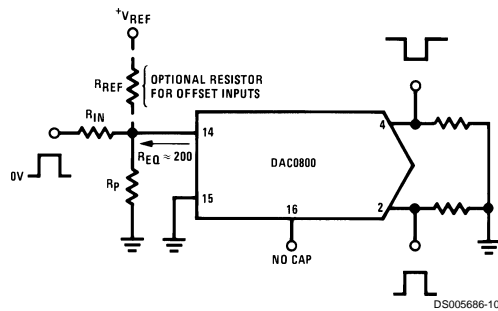 +VREF
RREF
OPTIONAL RESISTOR
FOR OFFSET INPUTS
RIN
14
4
REQ ≈ 200
DAC0800
0V
RP
15
16
2
NO CAP
DS005686-10